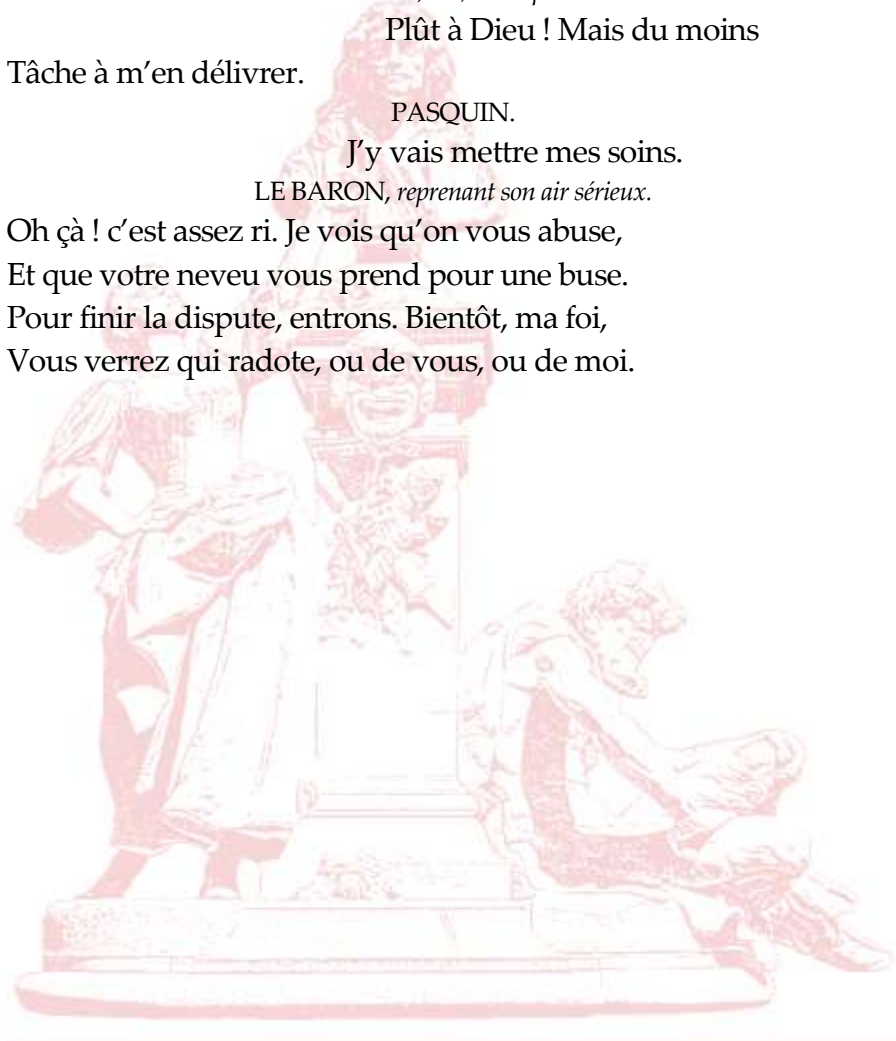 Plût à Dieu ! Mais du moins
Tâche à m’en délivrer.
PASQUIN.
J’y vais mettre mes soins.
LE BARON, reprenant son air sérieux.
Oh çà ! c’est assez ri. Je vois qu’on vous abuse,
Et que votre neveu vous prend pour une buse.
Pour finir la dispute, entrons. Bientôt, ma foi,
Vous verrez qui radote, ou de vous, ou de moi.